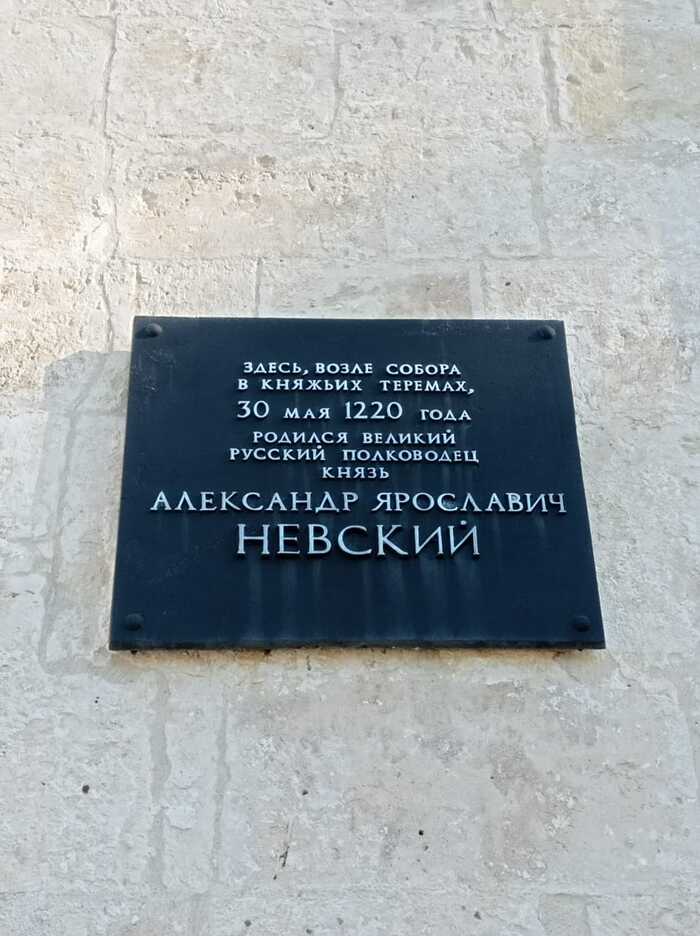 ЗДЕСЬ, ВОЗЛЕ СОБОРА
В КНЯЖЬИХ ТЕРЕМАХ,
30 МАЯ 1220 ГОДА
РОДИЛСЯ ВЕЛИКИЙ
РУССКИЙ ПОЛКОВОДЕЦ
КНЯЗЬ
АЛЕКСАНДР ЯРОСЛАВИЧ
НЕВСКИЙ